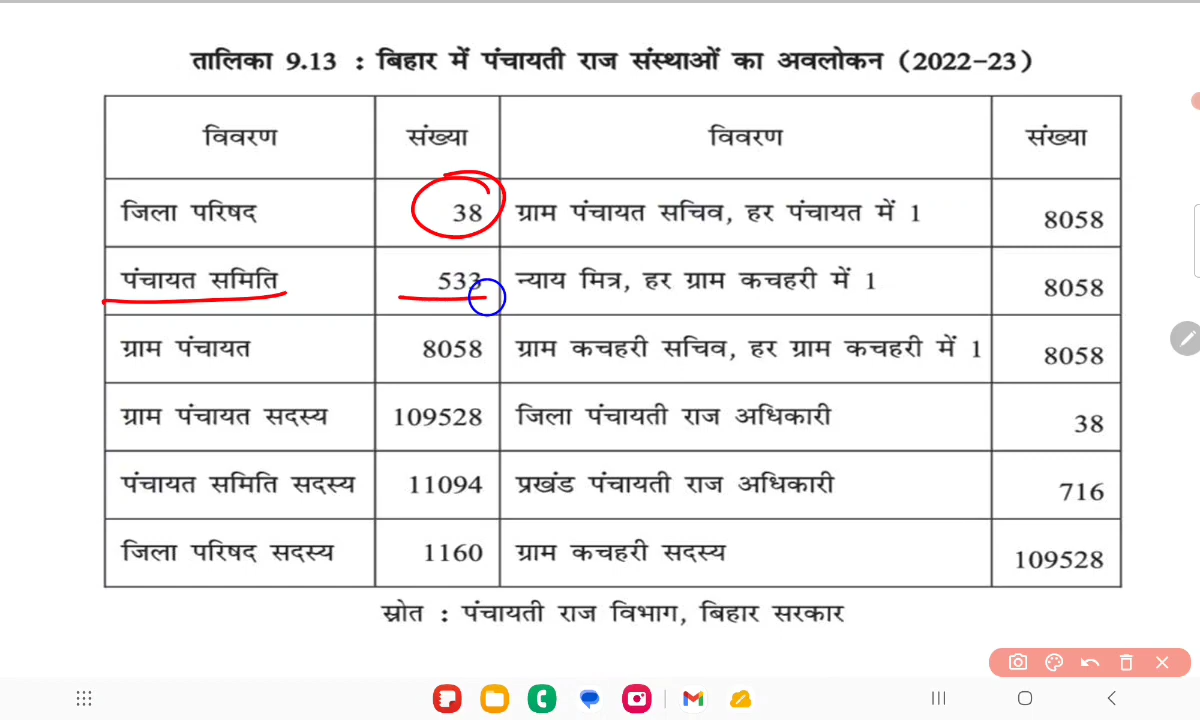 तालिका 9.13 : बिहार में पंचायती राज संस्थाओं का अवलोकन (2022-23)
विवरण संख्या विवरण संख्या
जिला परिषद 38 ग्राम पंचायत सचिव, हर पंचायत में 1 8058
पंचायत समिति 533 न्याय मित्र, हर ग्राम कचहरी में 1 8058
ग्राम पंचायत 8058 ग्राम कचहरी सचिव, हर ग्राम कचहरी में 1 8058
ग्राम पंचायत सदस्य 109528 जिला पंचायती राज अधिकारी 38
पंचायत समिति सदस्य 11094 प्रखंड पंचायती राज अधिकारी 716
जिला परिषद सदस्य 1160 ग्राम कचहरी सदस्य 109528
स्रोत : पंचायती राज विभाग, बिहार सरकार